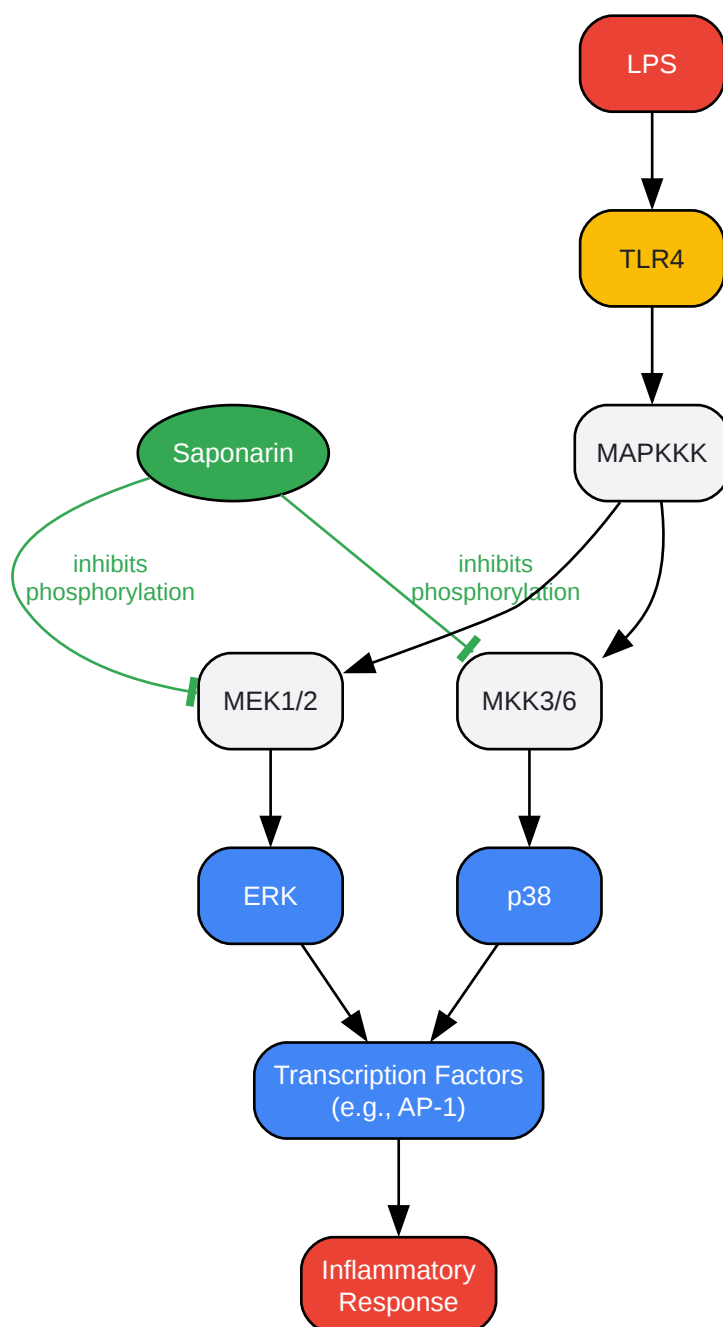 LPS
TLR4
Saponarin
MAPKKK
inhibits
phosphorylation
inhibits
phosphorylation
MEK1/2
MKK3/6
ERK
p38
Transcription Factors
(e.g., AP-1)
Inflammatory
Response